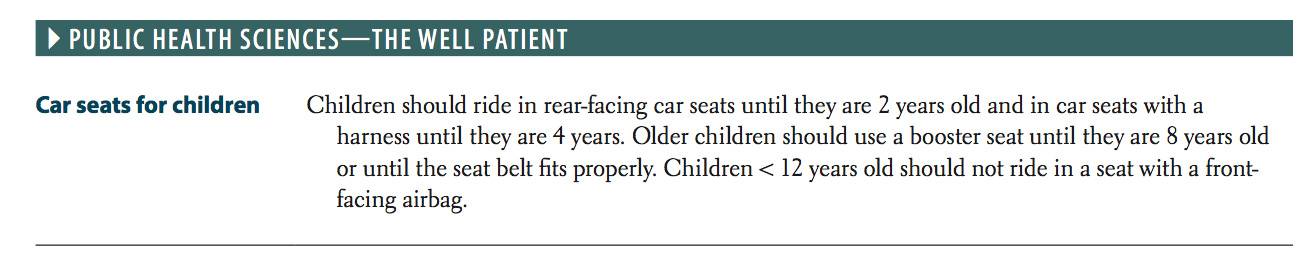 PUBLIC HEALTH SCIENCES—THE WELL PATIENT
Car seats for children
Children should ride in rear-facing car seats until they are 2 years old and in car seats with a
harness until they are 4 years. Older children should use a booster seat until they are 8 years old
or until the seat belt fits properly. Children < 12 years old should not ride in a seat with a front-
facing airbag.